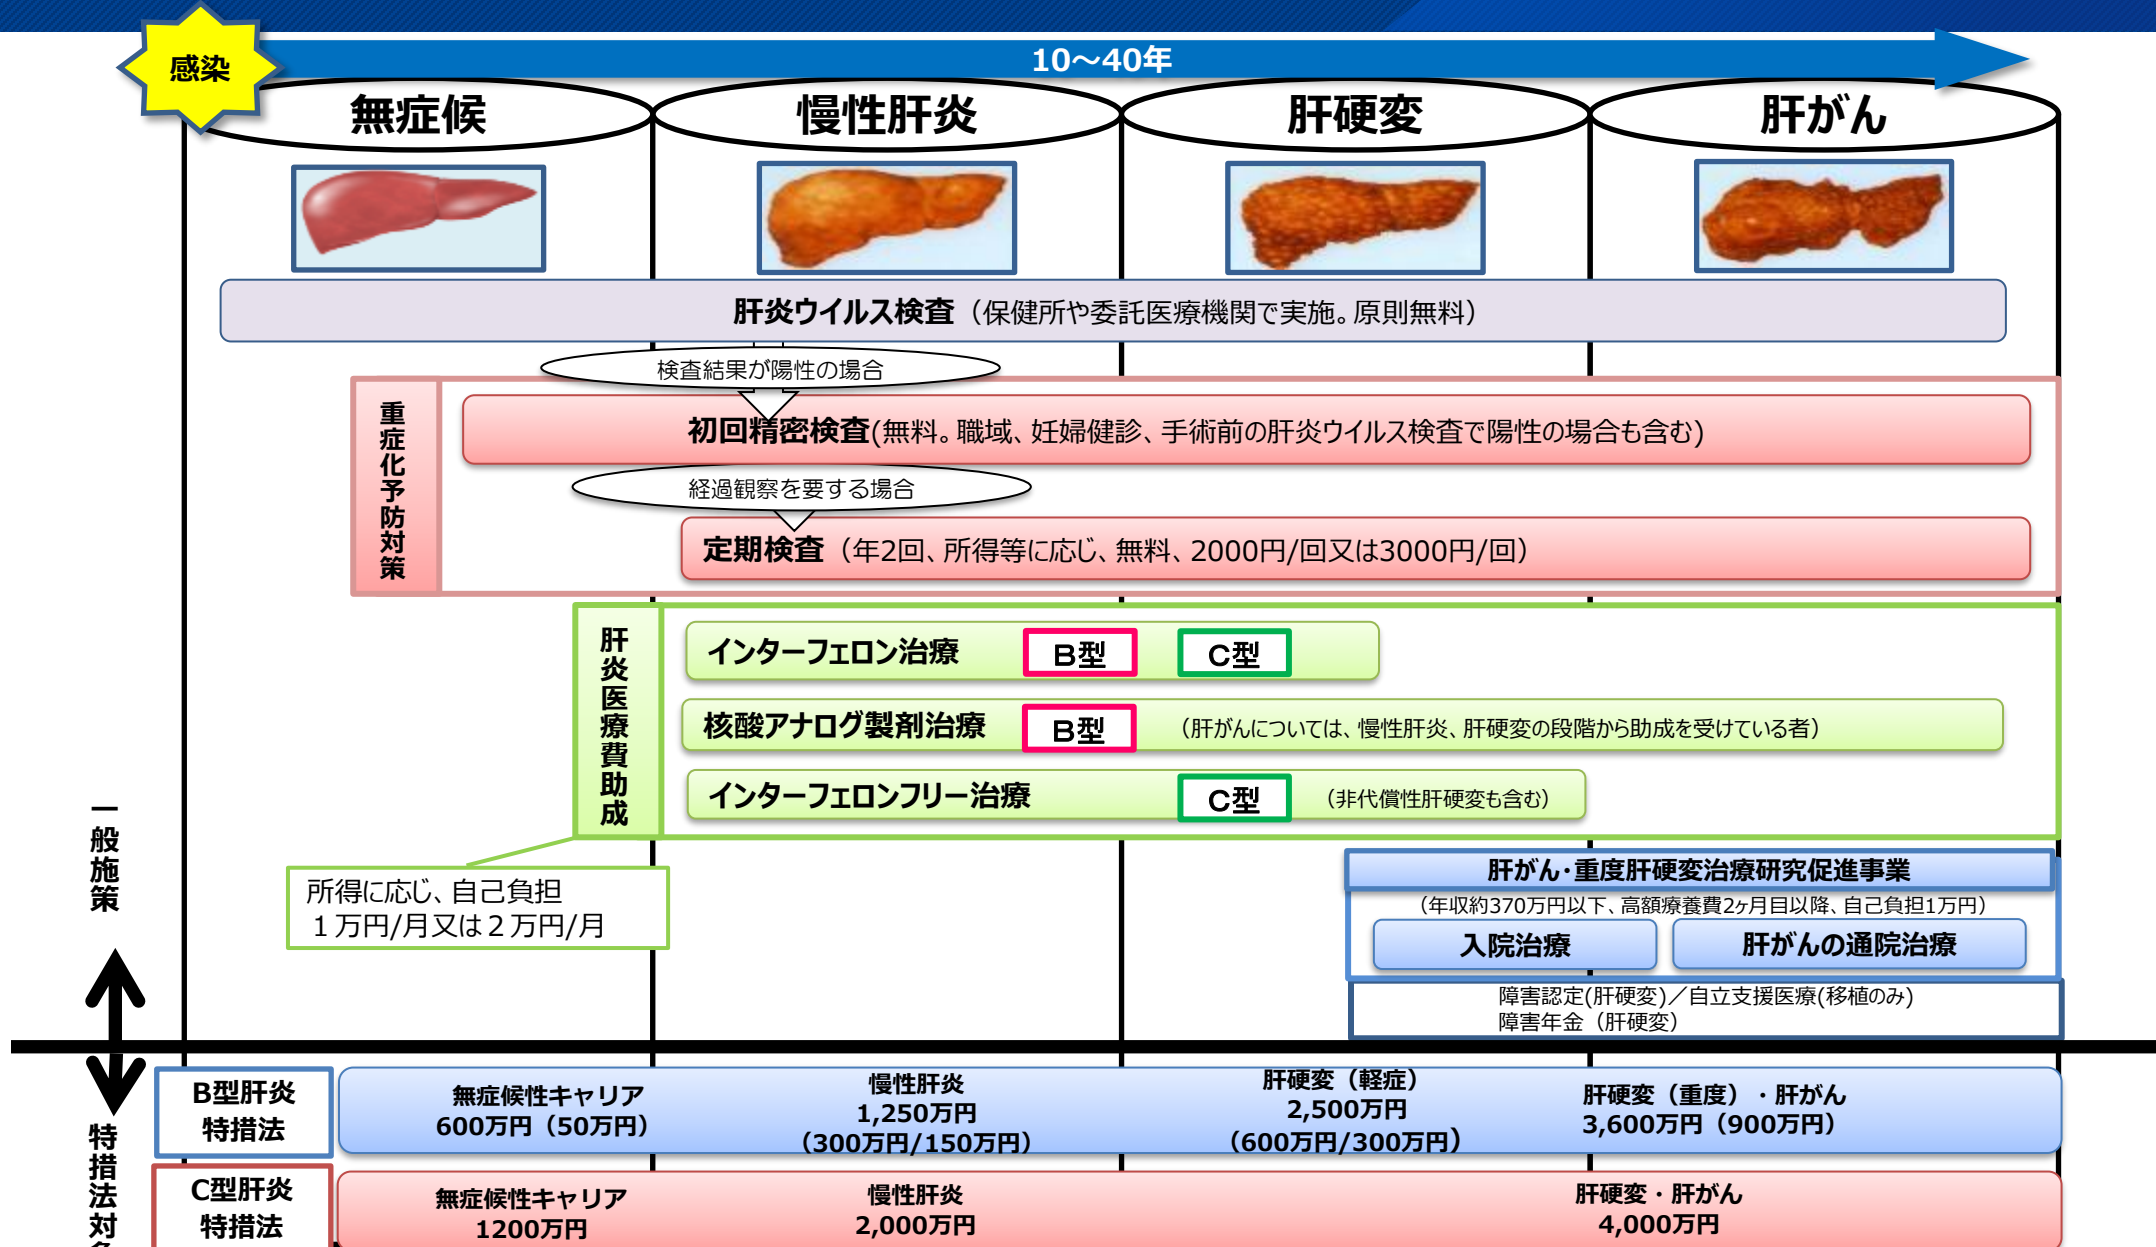 感染
10～40年
無症候
慢性肝炎
肝硬変
肝がん
肝炎ウイルス検査（保健所や委託医療機関で実施。原則無料）
検査結果が陽性の場合
重症化予防対策
初回精密検査(無料。職域、妊婦健診、手術前の肝炎ウイルス検査で陽性の場合も含む)
経過観察を要する場合
定期検査（年2回、所得等に応じ、無料、2000円/回又は3000円/回）
肝炎医療費助成
インターフェロン治療 B型 C型
核酸アナログ製剤治療 B型 （肝がんについては、慢性肝炎、肝硬変の段階から助成を受けている者）
インターフェロンフリー治療 C型 （非代償性肝硬変も含む）
所得に応じ、自己負担
１万円/月又は２万円/月
肝がん・重度肝硬変治療研究促進事業
（年収約370万円以下、高額療養費2ヶ月目以降、自己負担1万円）
入院治療
肝がんの通院治療
障害認定(肝硬変)／自立支援医療(移植のみ)
障害年金（肝硬変）
一般施策
特措法対
B型肝炎
特措法
無症候性キャリア
600万円（50万円）
慢性肝炎
1,250万円
（300万円/150万円）
肝硬変（軽症）
2,500万円
（600万円/300万円）
肝硬変（重度）・肝がん
3,600万円（900万円）
C型肝炎
特措法
無症候性キャリア
1200万円
慢性肝炎
2,000万円
肝硬変・肝がん
4,000万円